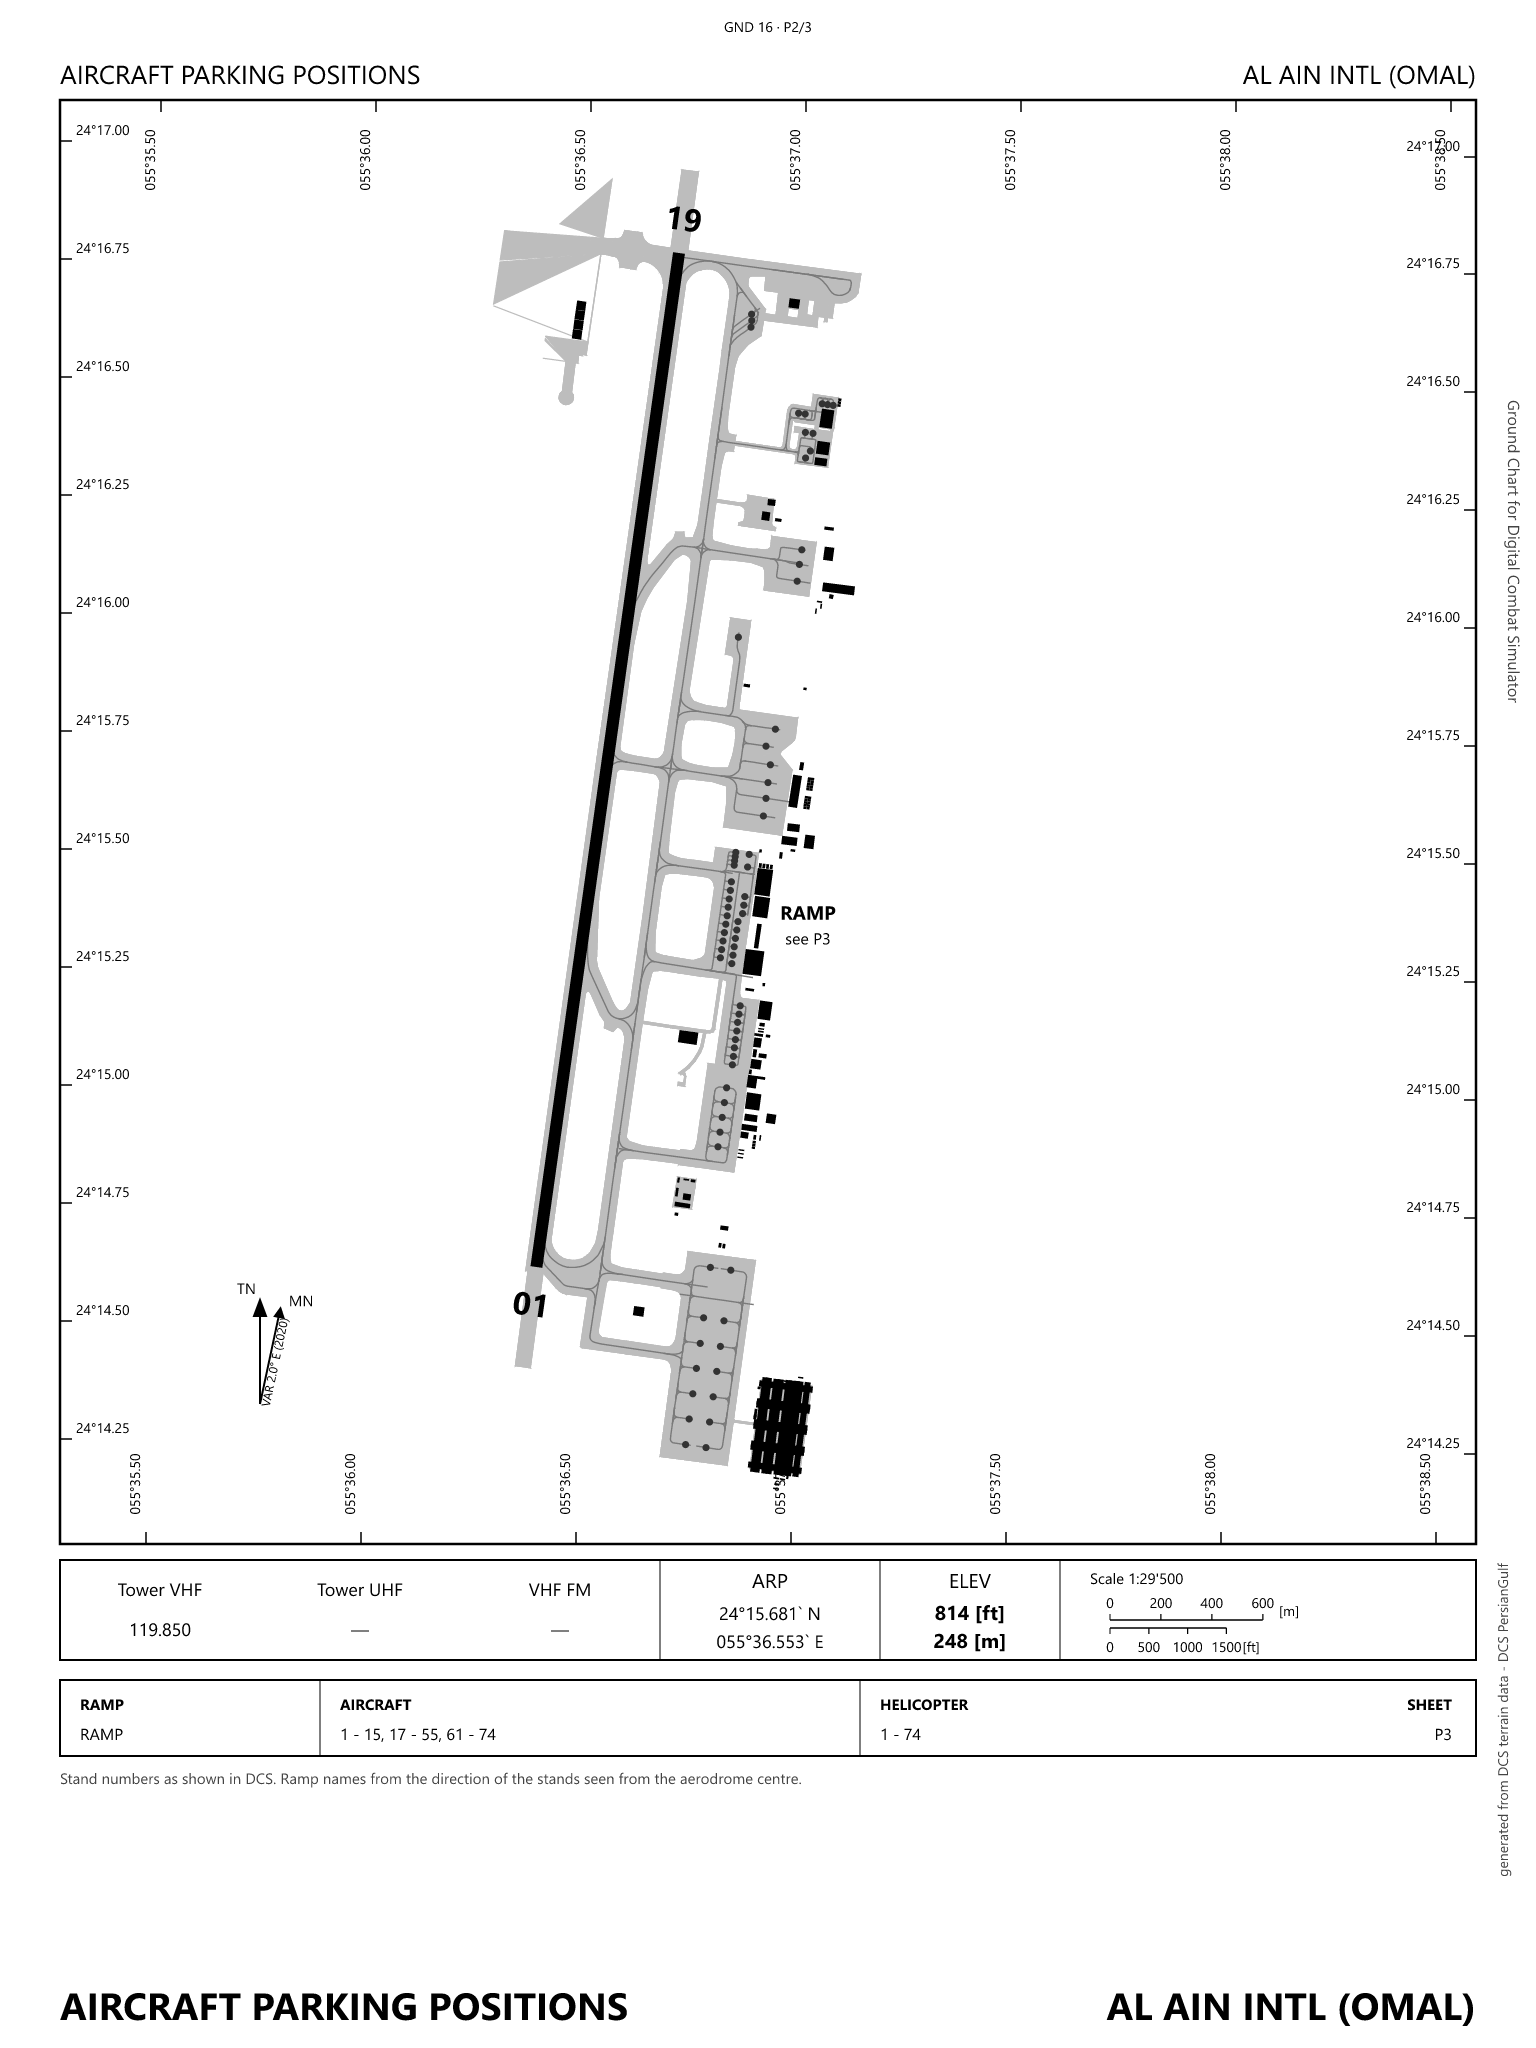 GND 16 · P2/3
AIRCRAFT PARKING POSITIONS
AL AIN INTL (OMAL)
055°35.50
055°36.00
055°36.50
055°37.00
055°37.50
055°38.00
055°38.50
24°17.00
24°17.00
24°16.75
24°16.75
24°16.50
24°16.50
24°16.25
24°16.25
24°16.00
24°16.00
24°15.75
24°15.75
24°15.50
24°15.50
24°15.25
24°15.25
24°15.00
24°15.00
24°14.75
24°14.75
24°14.50
24°14.50
24°14.25
24°14.25
19
RAMP
see P3
01
TN
MN
VAR 2.0° E (2020)
055°35.50
055°36.00
055°36.50
055°37.50
055°38.00
055°38.50
Ground Chart for Digital Combat Simulator
Tower VHF
119.850
Tower UHF
—
VHF FM
—
ARP
24°15.681` N
055°36.553` E
ELEV
814 [ft]
248 [m]
Scale 1:29'500
0 200 400 600 [m]
0 500 1000 1500[ft]
generated from DCS terrain data - DCS PersianGulf
RAMP AIRCRAFT HELICOPTER SHEET
RAMP 1 - 15, 17 - 55, 61 - 74 1 - 74 P3
Stand numbers as shown in DCS. Ramp names from the direction of the stands seen from the aerodrome centre.
AIRCRAFT PARKING POSITIONS
AL AIN INTL (OMAL)